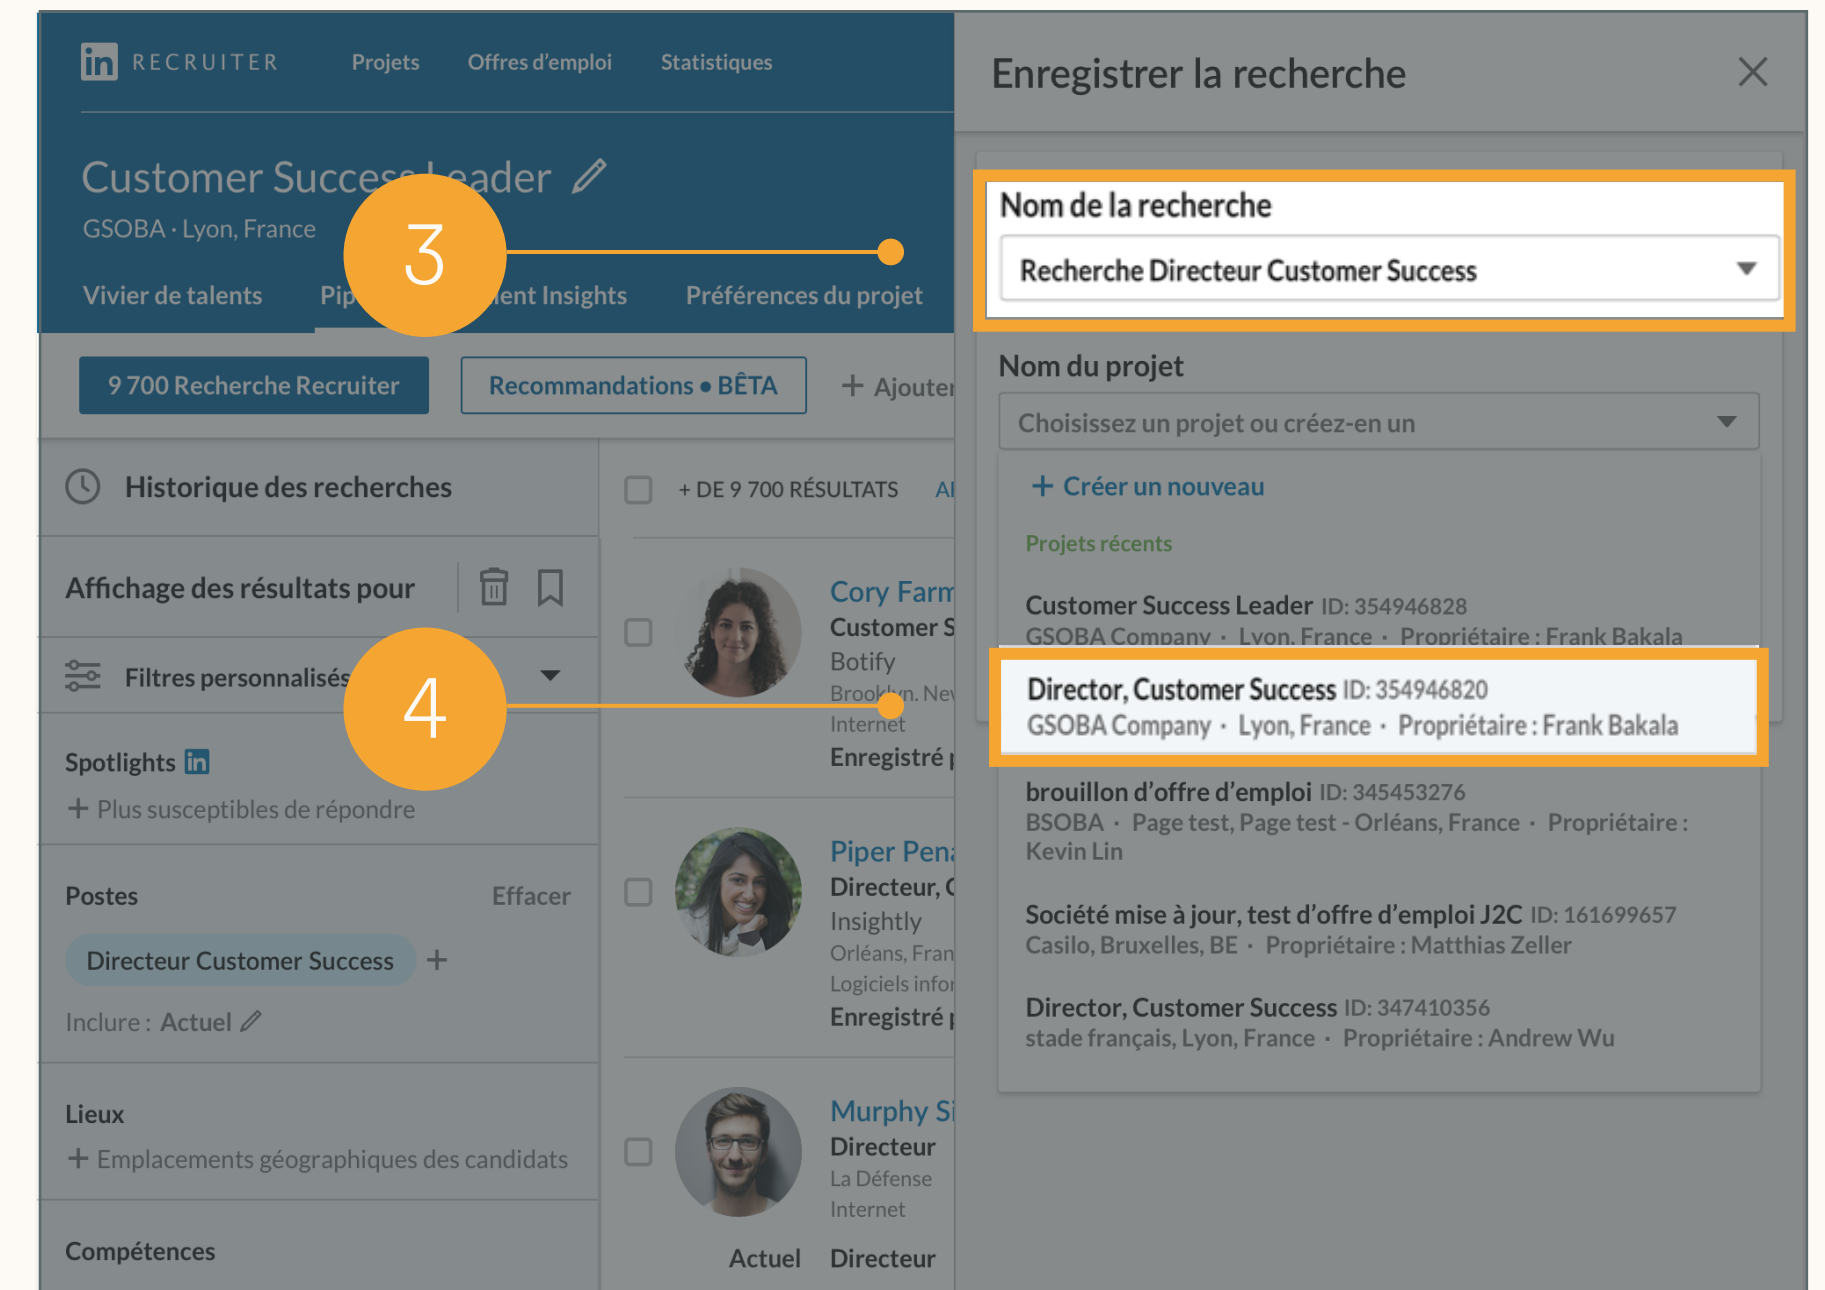 in RECRUITER
Projets
Offres d'emploi
Statistiques
Customer Success Leader
GSOBA · Lyon, France
3
Vivier de talents
Insights
Préférences du projet
9 700 Recherche Recruiter
Recommandations • BÊTA
+ Ajouter
Historique des recherches
Affichage des résultats pour
Filtres personnalisés
4
Spotlights in
+ Plus susceptibles de répondre
Postes
Effacer
Directeur Customer Success +
Inclure : Actuel
Lieux
+ Emplacements géographiques des candidats
Compétences
+ DE 9 700 RÉSULTATS
Cory
Customer
Botify
Brooklyn.
Internet
Enregistré
Piper
Directeur,
Insightly
Orléans,
Logiciels
Enregistré
Murphy
Directeur
La Défense
Internet
Actuel Directeur
Enregistrer la recherche
Nom de la recherche
Recherche Directeur Customer Success
Nom du projet
Choisissez un projet ou créez-en un
+ Créer un nouveau
Projets récents
Customer Success Leader ID: 354946828
GSOBA Company · Lyon, France · Propriétaire : Frank Bakala
Director, Customer Success ID: 354946820
GSOBA Company · Lyon, France · Propriétaire : Frank Bakala
brouillon d'offre d'emploi ID: 345453276
BSOBA · Page test, Page test - Orléans, France · Propriétaire :
Kevin Lin
Société mise à jour, test d'offre d'emploi J2C ID: 161699657
Casilo, Bruxelles, BE · Propriétaire : Matthias Zeller
Director, Customer Success ID: 347410356
stade français, Lyon, France · Propriétaire : Andrew Wu